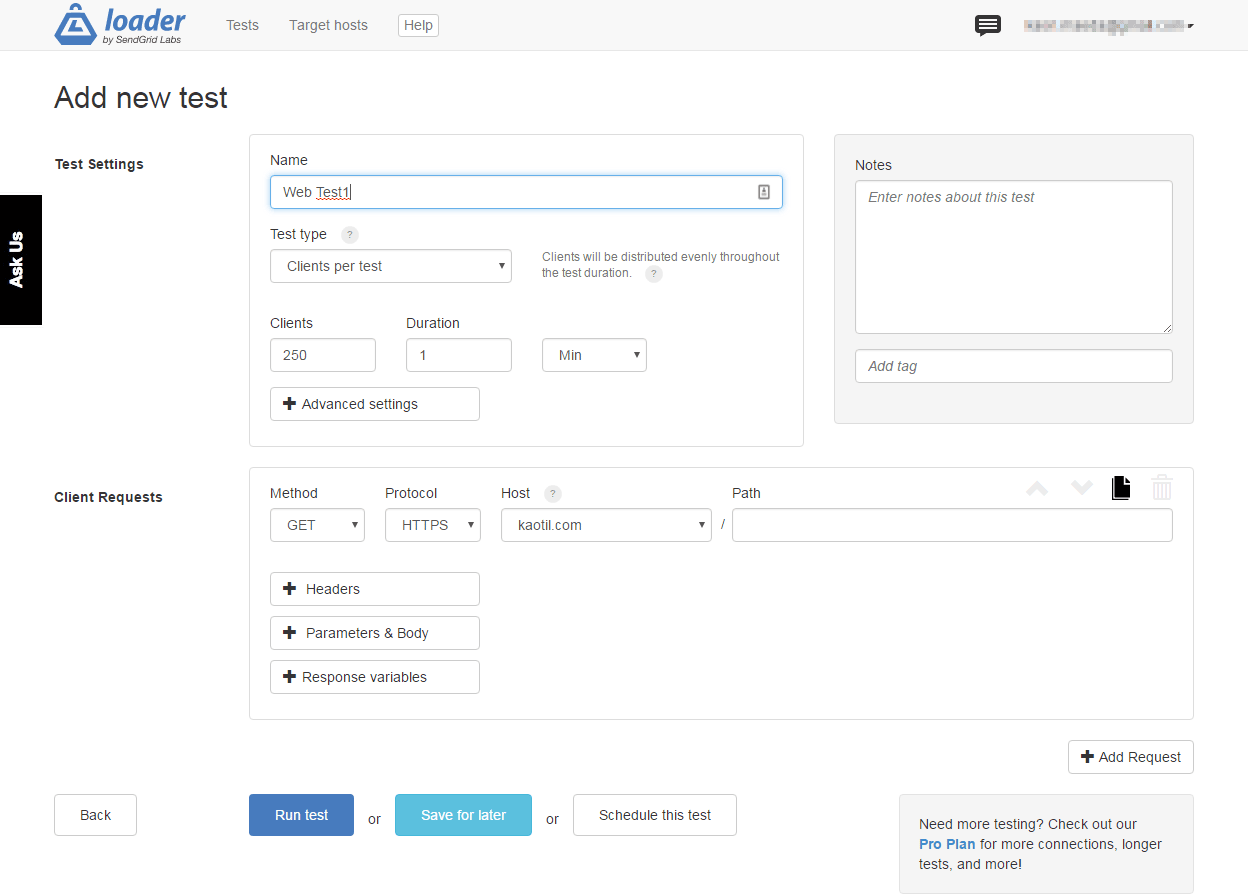 loader
by SendGrid Labs
Tests
Target hosts
Help
Add new test
Ask Us
Test Settings
Name
Web Test1
Test type ?
Clients per test
Clients will be distributed evenly throughout
the test duration. ?
Clients
Duration
250
1
Min
Advanced settings
Notes
Enter notes about this test
Add tag
Client Requests
Method
Protocol
Host ?
Path
GET
HTTPS
kaotil.com
/
Headers
Parameters & Body
Response variables
Add Request
Back
Run test
or
Save for later
or
Schedule this test
Need more testing? Check out our
Pro Plan for more connections, longer
tests, and more!